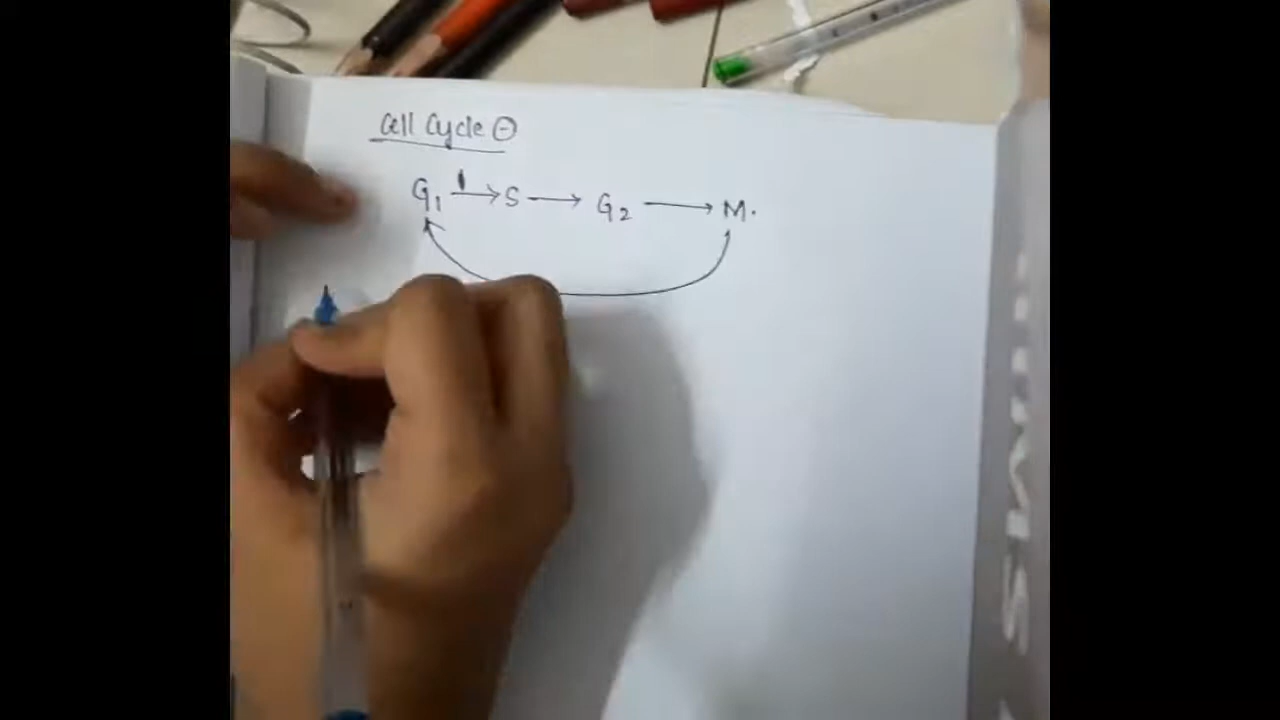 Cell Cycle ⊖
G₁ → S → G₂ → M.